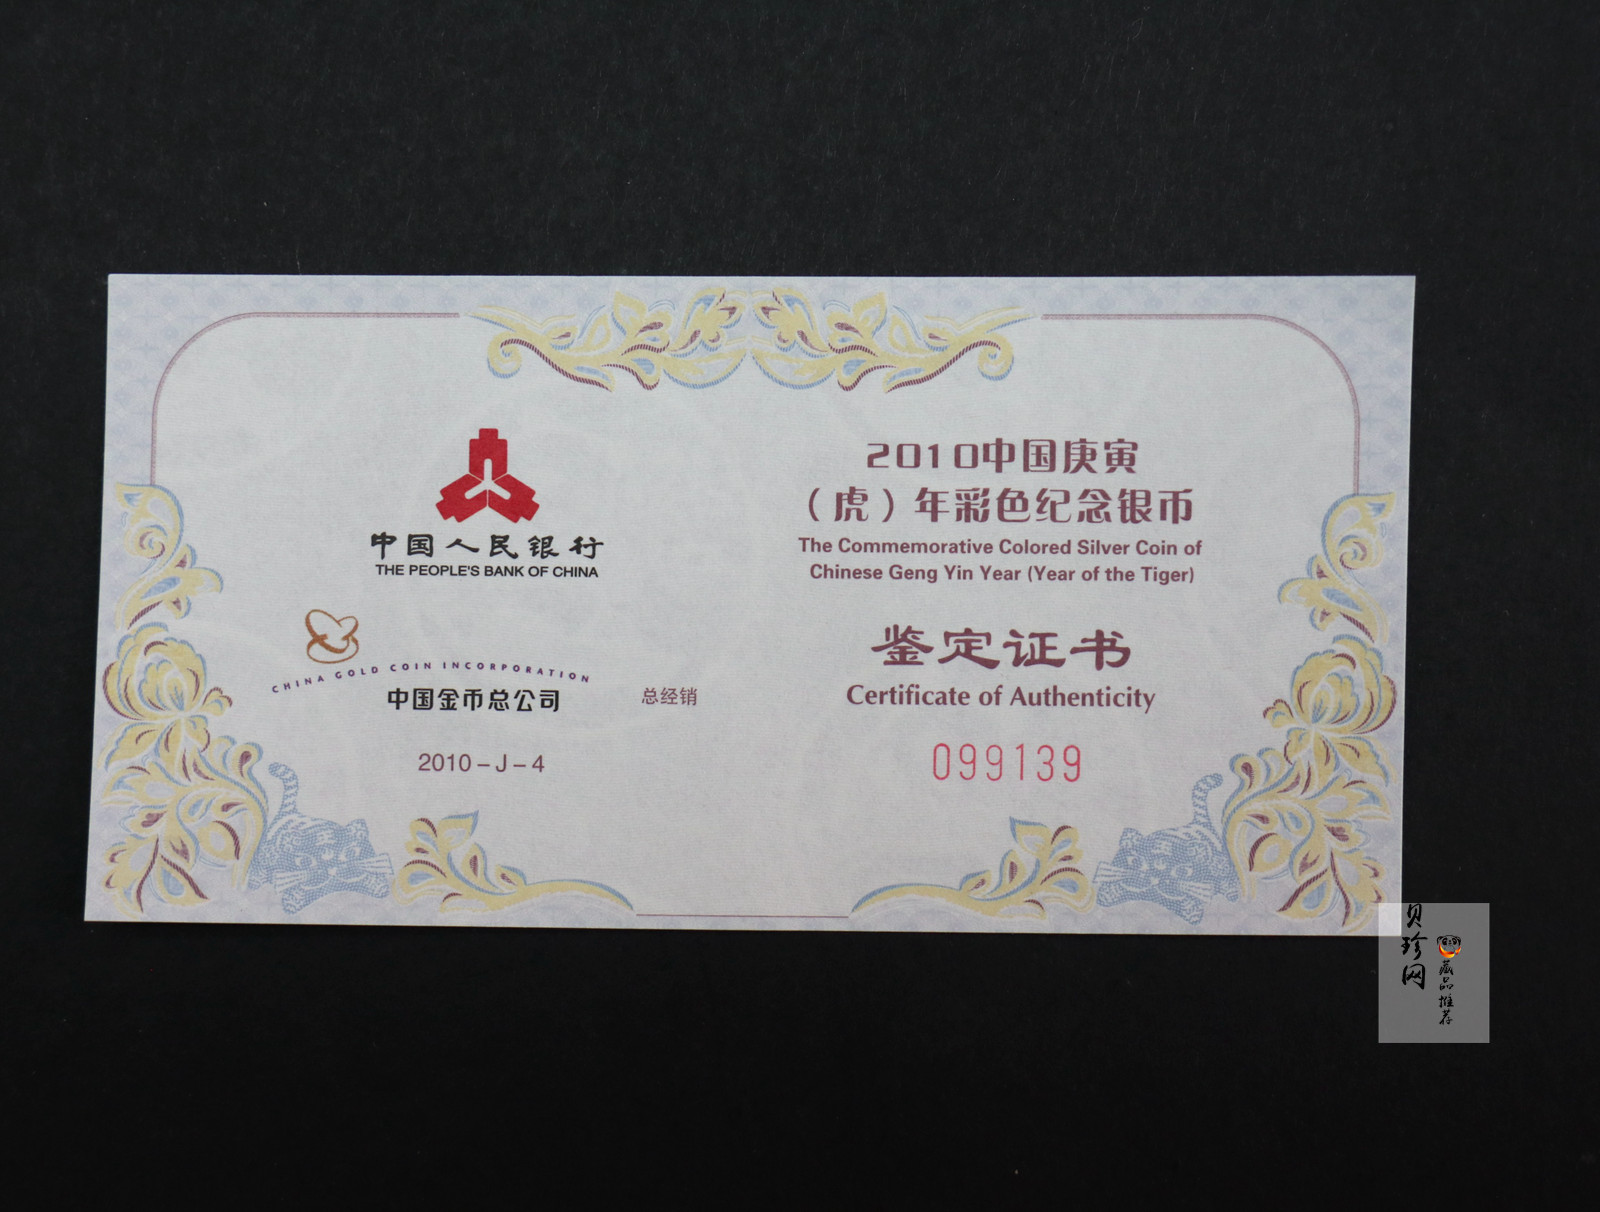 中国人民银行
THE PEOPLE'S BANK OF CHINA
CHINA GOLD COIN INCORPORATION
中国金币总公司
总经销
2010-J-4
2010中国庚寅
（虎）年彩色纪念银币
The Commemorative Colored Silver Coin of
Chinese Geng Yin Year (Year of the Tiger)
鉴定证书
Certificate of Authenticity
099139
贝珍网
藏品推荐